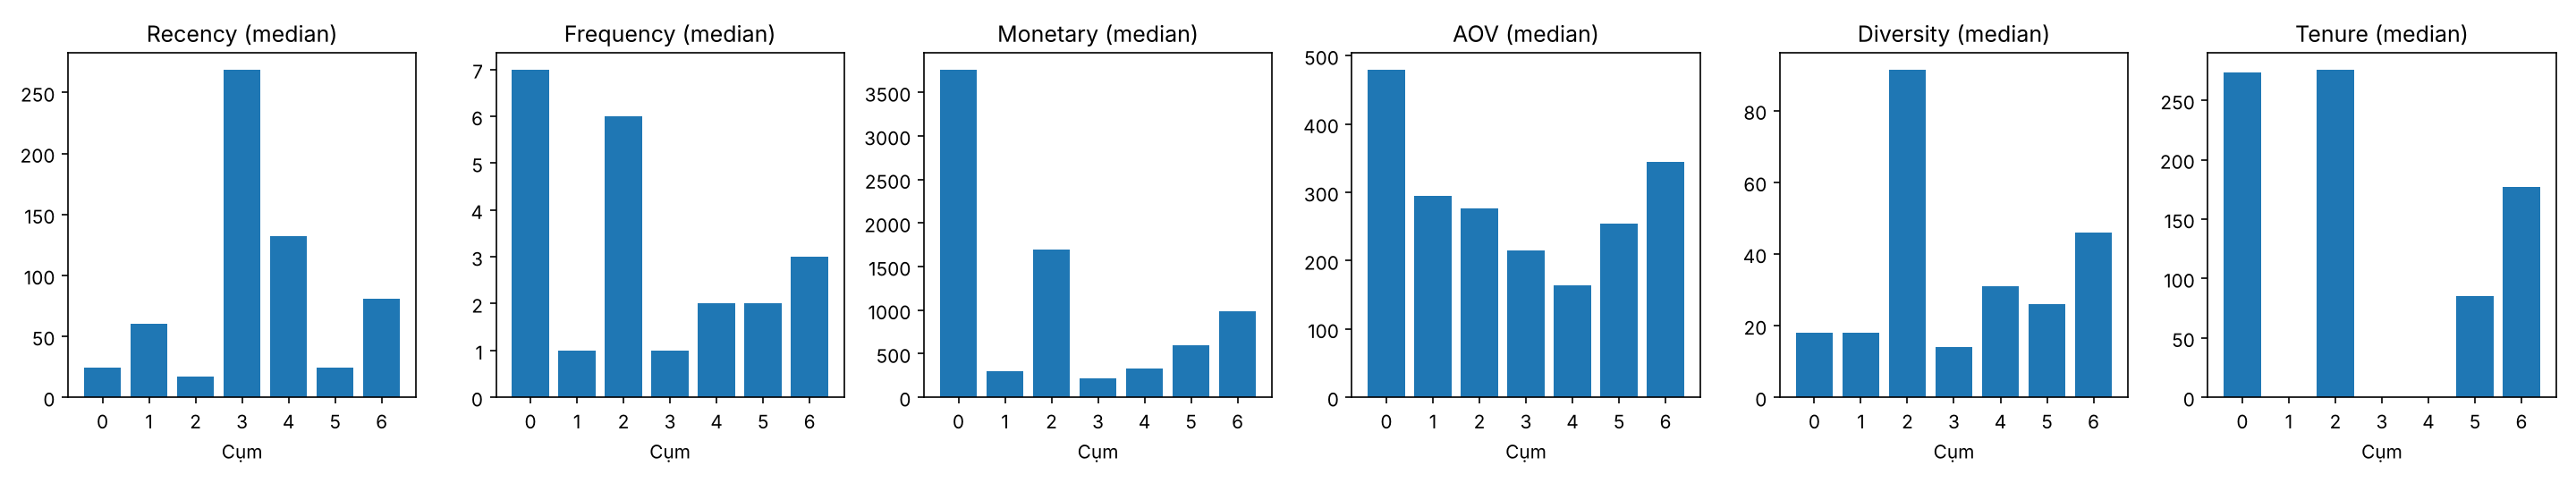 Recency (median)
250
200
150
100
50
0
0 1 2 3 4 5 6
Cụm
Frequency (median)
7
6
5
4
3
2
1
0
0 1 2 3 4 5 6
Cụm
Monetary (median)
3500
3000
2500
2000
1500
1000
500
0
0 1 2 3 4 5 6
Cụm
AOV (median)
500
400
300
200
100
0
0 1 2 3 4 5 6
Cụm
Diversity (median)
80
60
40
20
0
0 1 2 3 4 5 6
Cụm
Tenure (median)
250
200
150
100
50
0
0 1 2 3 4 5 6
Cụm